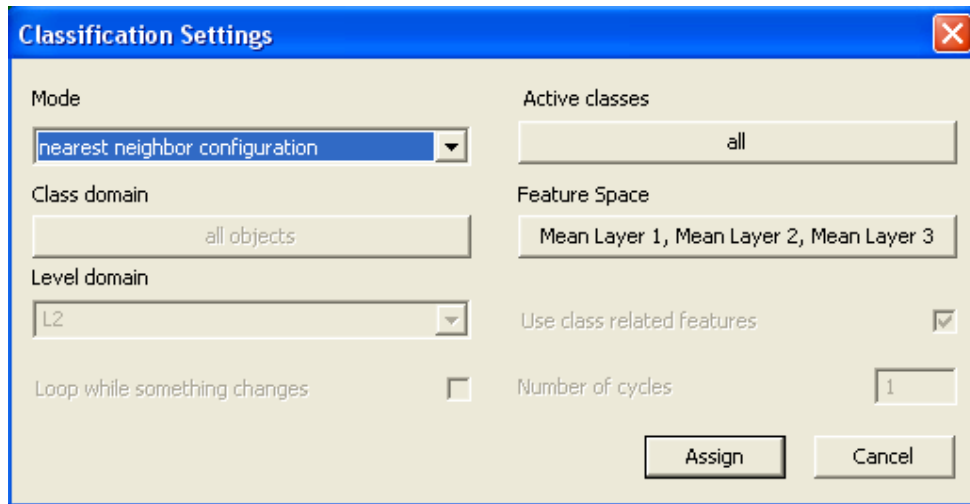 Classification Settings
Mode
Active classes
nearest neighbor configuration
all
Class domain
Feature Space
all objects
Mean Layer 1, Mean Layer 2, Mean Layer 3
Level domain
L2
Use class related features
Loop while something changes
Number of cycles
1
Assign
Cancel